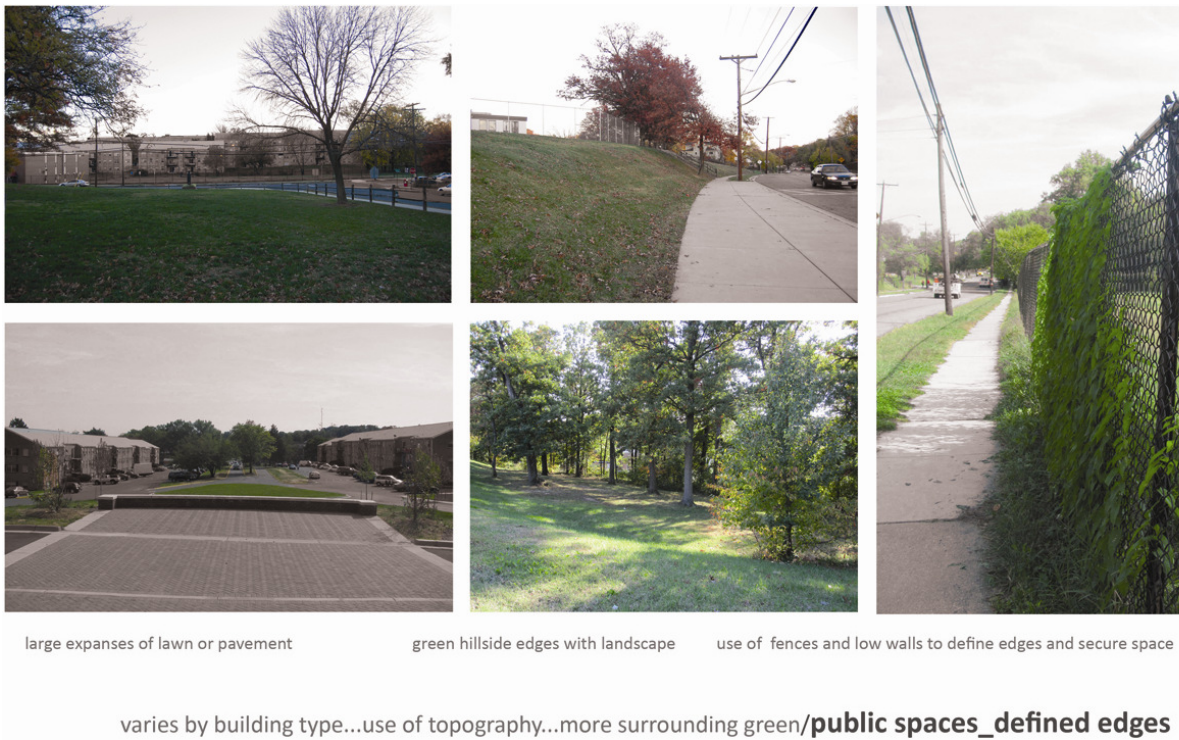 large expanses of lawn or pavement
green hillside edges with landscape
use of fences and low walls to define edges and secure space
varies by building type...use of topography...more surrounding green/public spaces_defined edges